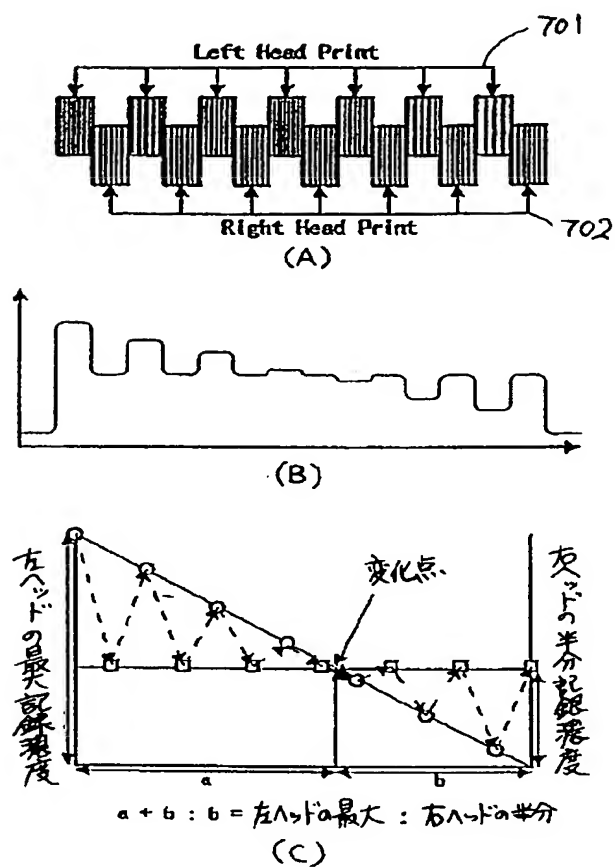 701
Left Head Print
Right Head Print
702
(A)
(B)
変化点
左ヘッドの最大記録濃度
右ヘッドの半分記録濃度
a
b
a + b : b = 左ヘッドの最大 : 右ヘッドの半分
(C)